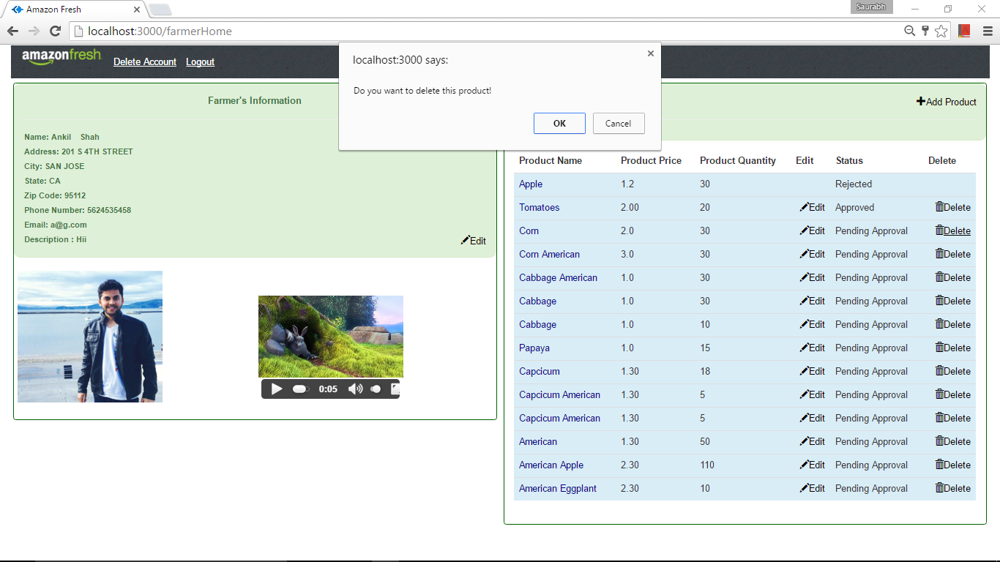 Amazon Fresh
Saurabh
localhost:3000/farmerHome
amazonfresh Delete Account Logout
localhost:3000 says:
Do you want to delete this product!
OK Cancel
Farmer's Information
Name: Ankil Shah
Address: 201 S 4TH STREET
City: SAN JOSE
State: CA
Zip Code: 95112
Phone Number: 5624535458
Email: a@g.com
Description : Hii
Edit
0:05
Add Product
Product Name Product Price Product Quantity Edit Status Delete
Apple 1.2 30 Rejected
Tomatoes 2.00 20 Edit Approved Delete
Corn 2.0 30 Edit Pending Approval Delete
Corn American 3.0 30 Edit Pending Approval Delete
Cabbage American 1.0 30 Edit Pending Approval Delete
Cabbage 1.0 30 Edit Pending Approval Delete
Cabbage 1.0 10 Edit Pending Approval Delete
Papaya 1.0 15 Edit Pending Approval Delete
Capcicum 1.30 18 Edit Pending Approval Delete
Capcicum American 1.30 5 Edit Pending Approval Delete
Capcicum American 1.30 5 Edit Pending Approval Delete
American 1.30 50 Edit Pending Approval Delete
American Apple 2.30 110 Edit Pending Approval Delete
American Eggplant 2.30 10 Edit Pending Approval Delete